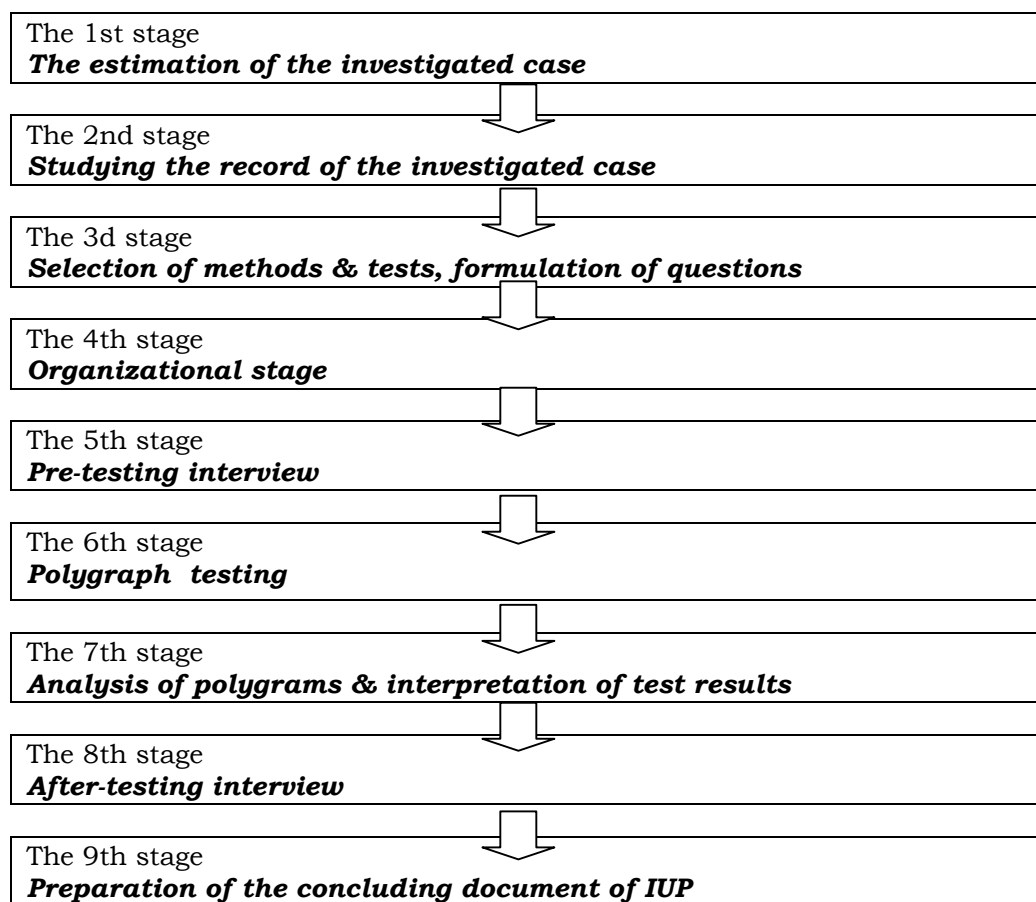 The 1st stage
The estimation of the investigated case
The 2nd stage
Studying the record of the investigated case
The 3d stage
Selection of methods & tests, formulation of questions
The 4th stage
Organizational stage
The 5th stage
Pre-testing interview
The 6th stage
Polygraph testing
The 7th stage
Analysis of polygrams & interpretation of test results
The 8th stage
After-testing interview
The 9th stage
Preparation of the concluding document of IUP